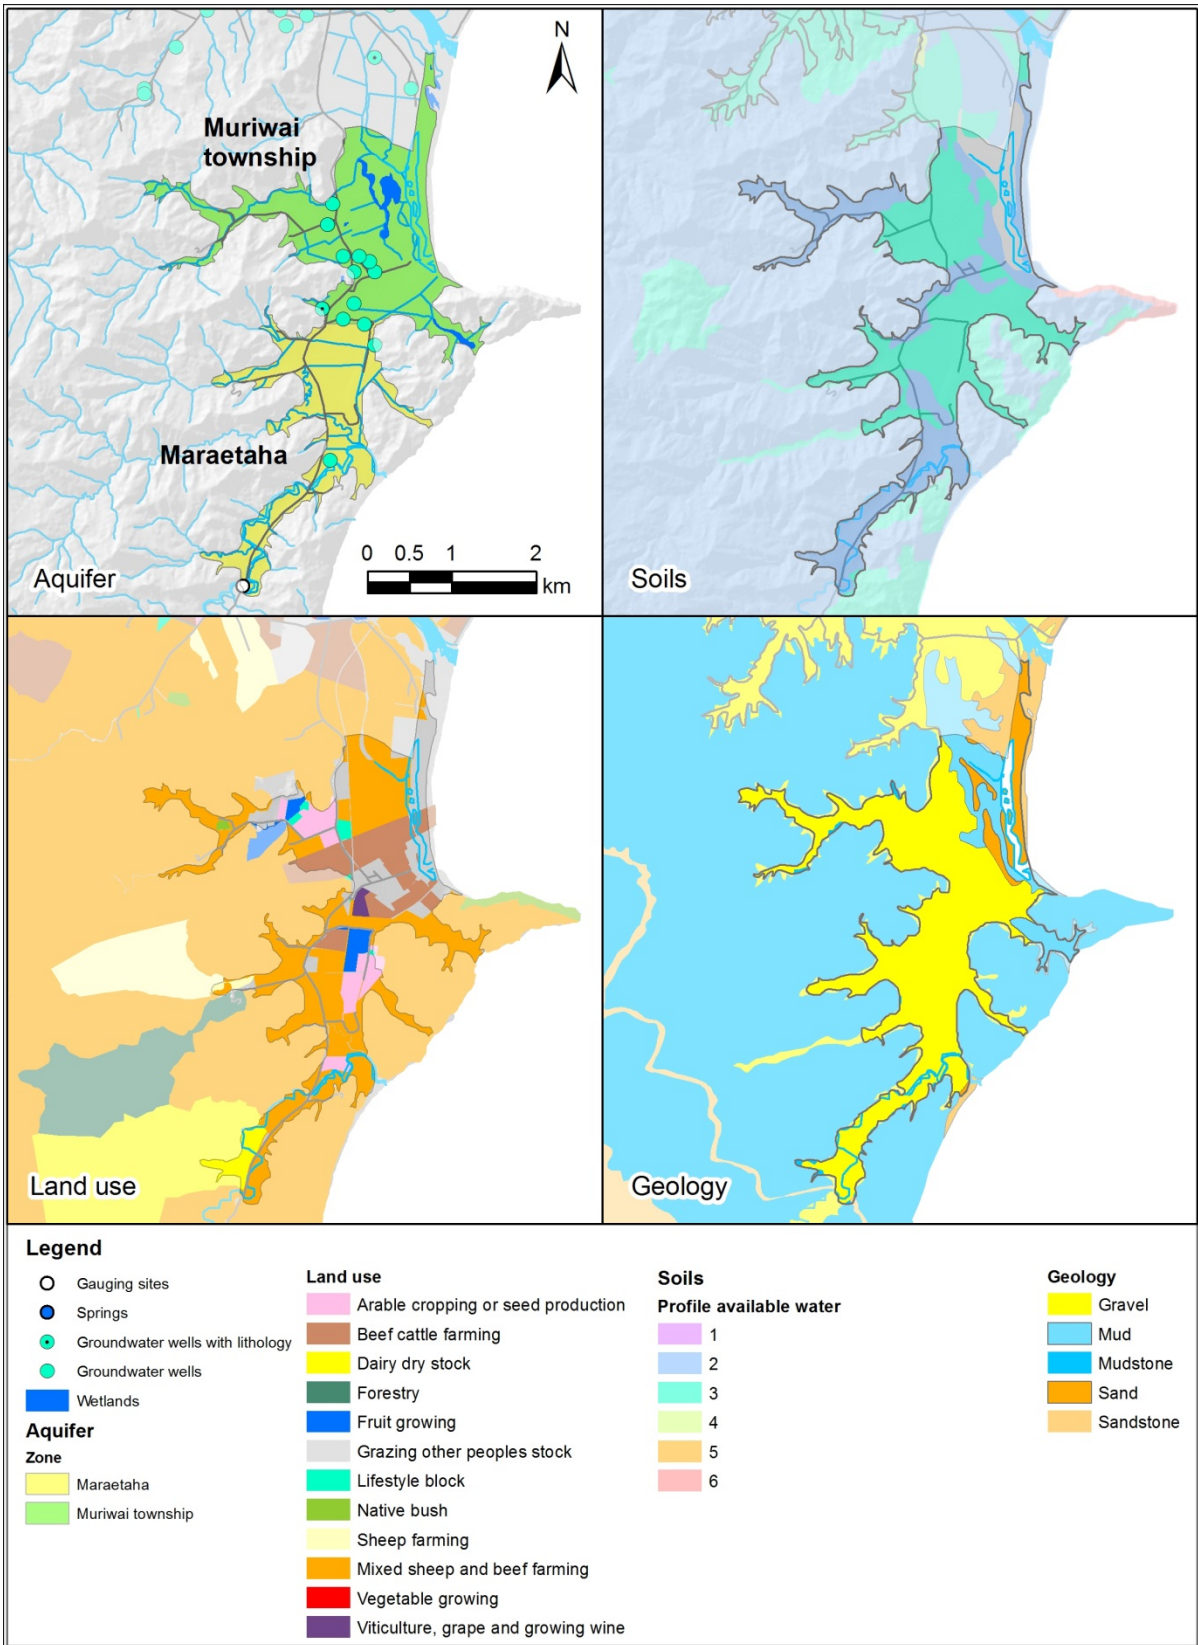 N
Muriwai
township
Maraetaha
0 0.5 1 2
km
Aquifer
Soils
Land use
Geology
Legend
Gauging sites
Springs
Groundwater wells with lithology
Groundwater wells
Wetlands
Aquifer
Zone
Maraetaha
Muriwai township
Land use
Arable cropping or seed production
Beef cattle farming
Dairy dry stock
Forestry
Fruit growing
Grazing other peoples stock
Lifestyle block
Native bush
Sheep farming
Mixed sheep and beef farming
Vegetable growing
Viticulture, grape and growing wine
Soils
Profile available water
1
2
3
4
5
6
Geology
Gravel
Mud
Mudstone
Sand
Sandstone